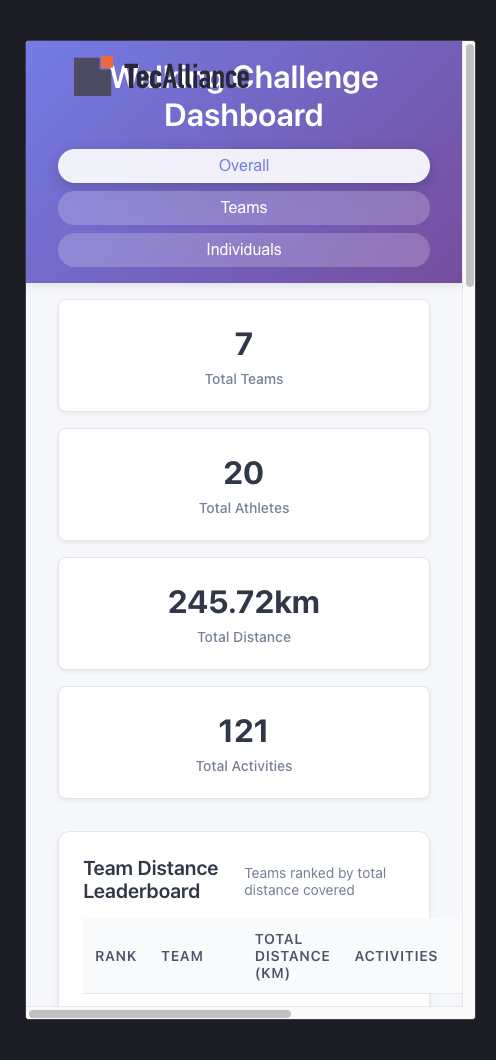 TecAlliance
Walking Challenge
Dashboard
Overall
Teams
Individuals
7
Total Teams
20
Total Athletes
245.72km
Total Distance
121
Total Activities
Team Distance
Leaderboard
Teams ranked by total
distance covered
RANK
TEAM
TOTAL
DISTANCE
(KM)
ACTIVITIES